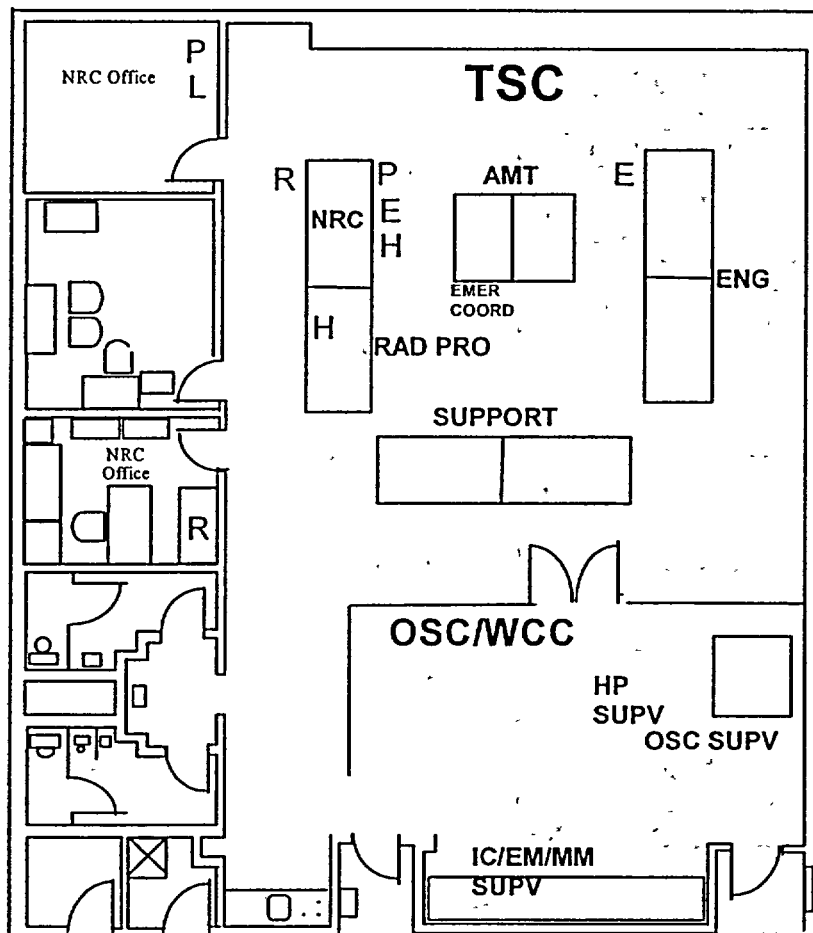 TSC
NRC Office
P
L
R
NRC
P
E
H
AMT
E
EMER
COORD
ENG
H
RAD PRO
SUPPORT
NRC
Office
R
OSC/WCC
HP
SUPV
OSC SUPV
IC/EM/MM
SUPV